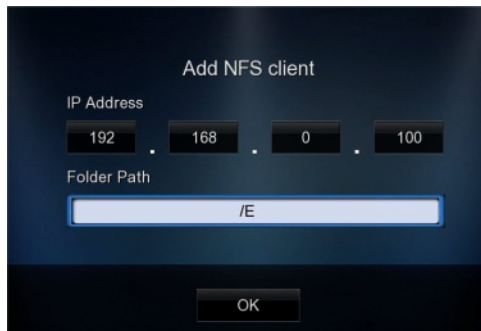 Add NFS client
IP Address
192 . 168 . 0 . 100
Folder Path
/E
OK